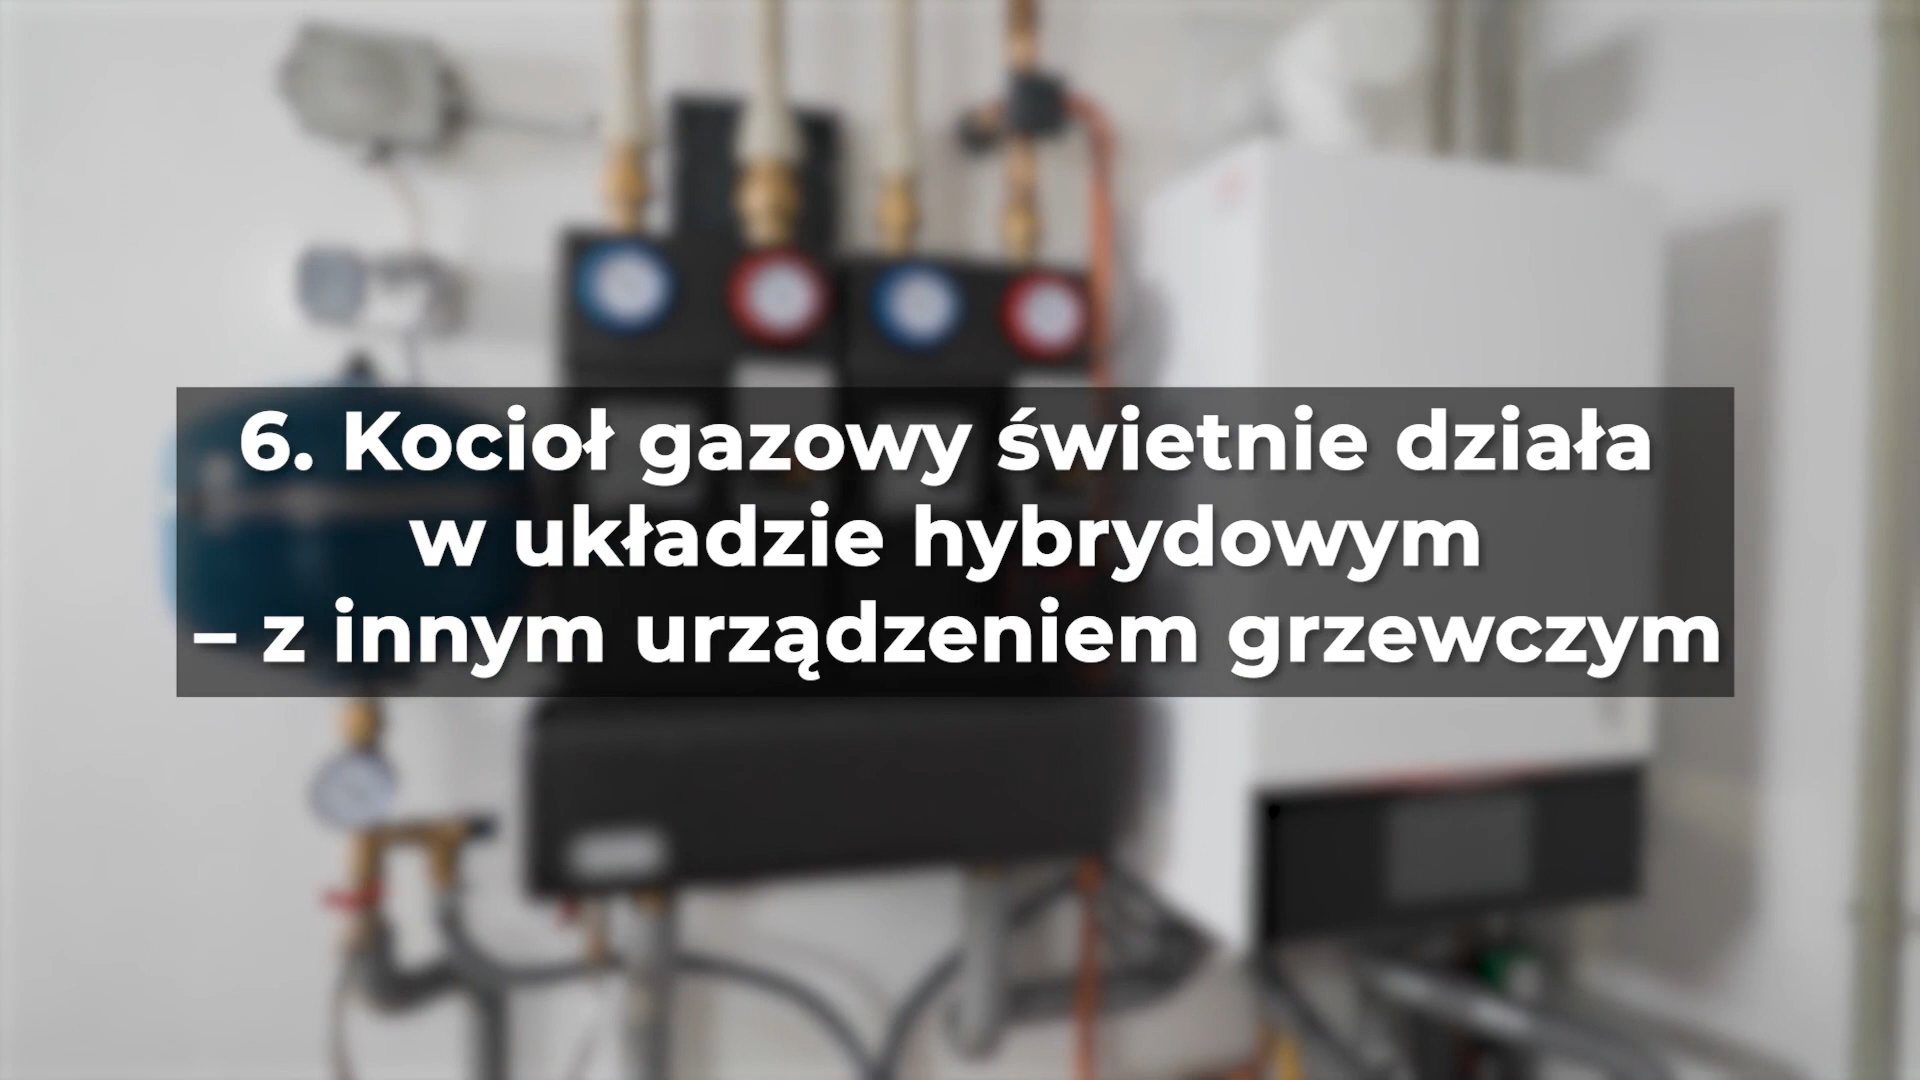 6. Kocioł gazowy świetnie działa
w układzie hybrydowym
– z innym urządzeniem grzewczym